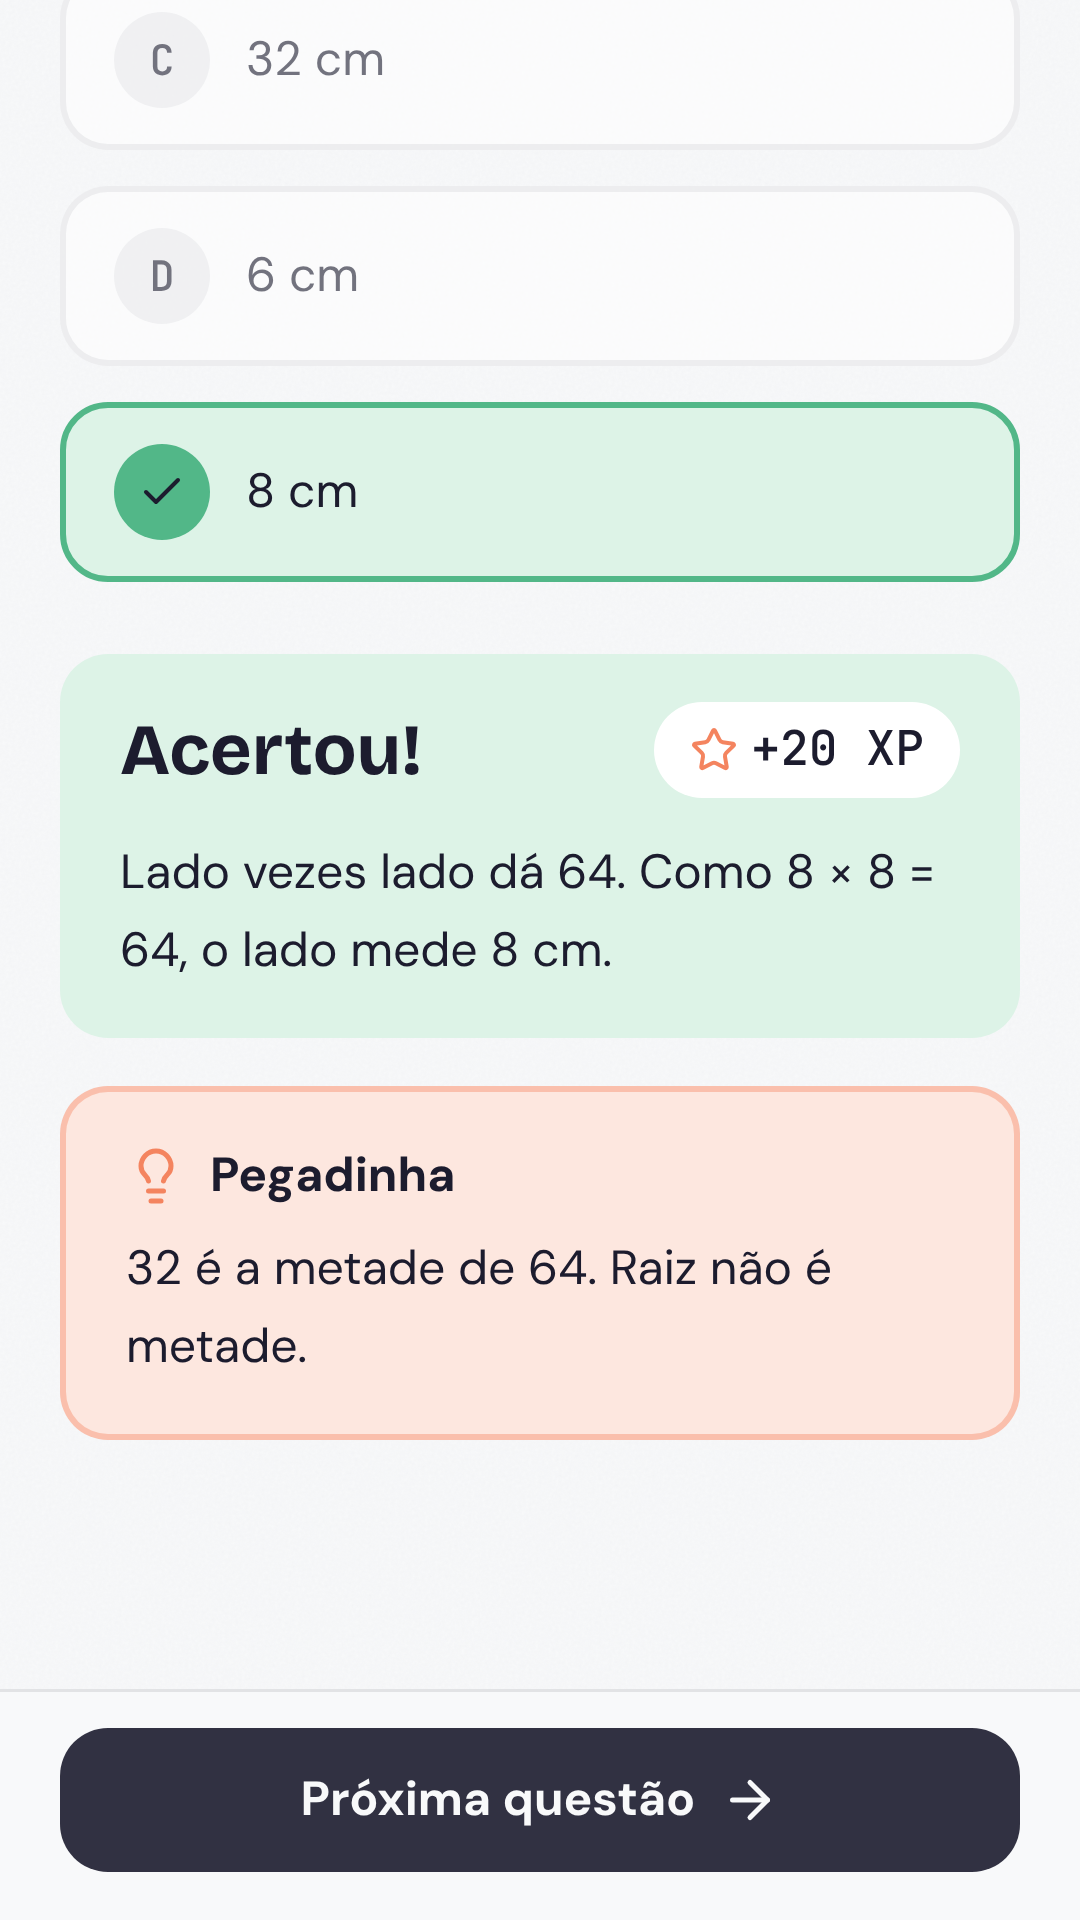 C 32 cm
D 6 cm
8 cm
Acertou! +20 XP
Lado vezes lado dá 64. Como 8 × 8 =
64, o lado mede 8 cm.
Pegadinha
32 é a metade de 64. Raiz não é
metade.
Próxima questão →